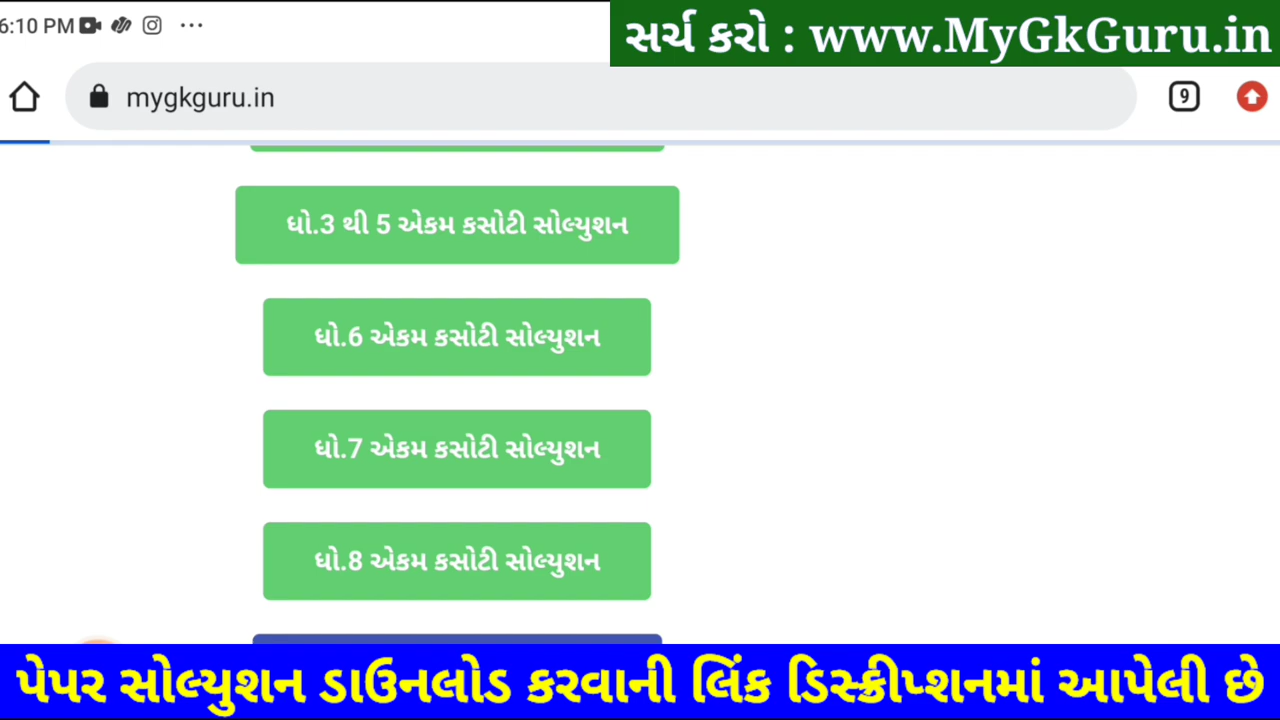 6:10 PM
સર્ચ કરો : www.MyGkGuru.in
mygkguru.in
9
ધો.3 થી 5 એકમ કસોટી સોલ્યુશન
ધો.6 એકમ કસોટી સોલ્યુશન
ધો.7 એકમ કસોટી સોલ્યુશન
ધો.8 એકમ કસોટી સોલ્યુશન
પેપર સોલ્યુશન ડાઉનલોડ કરવાની લિંક ડિસ્ક્રીપ્શનમાં આપેલી છે